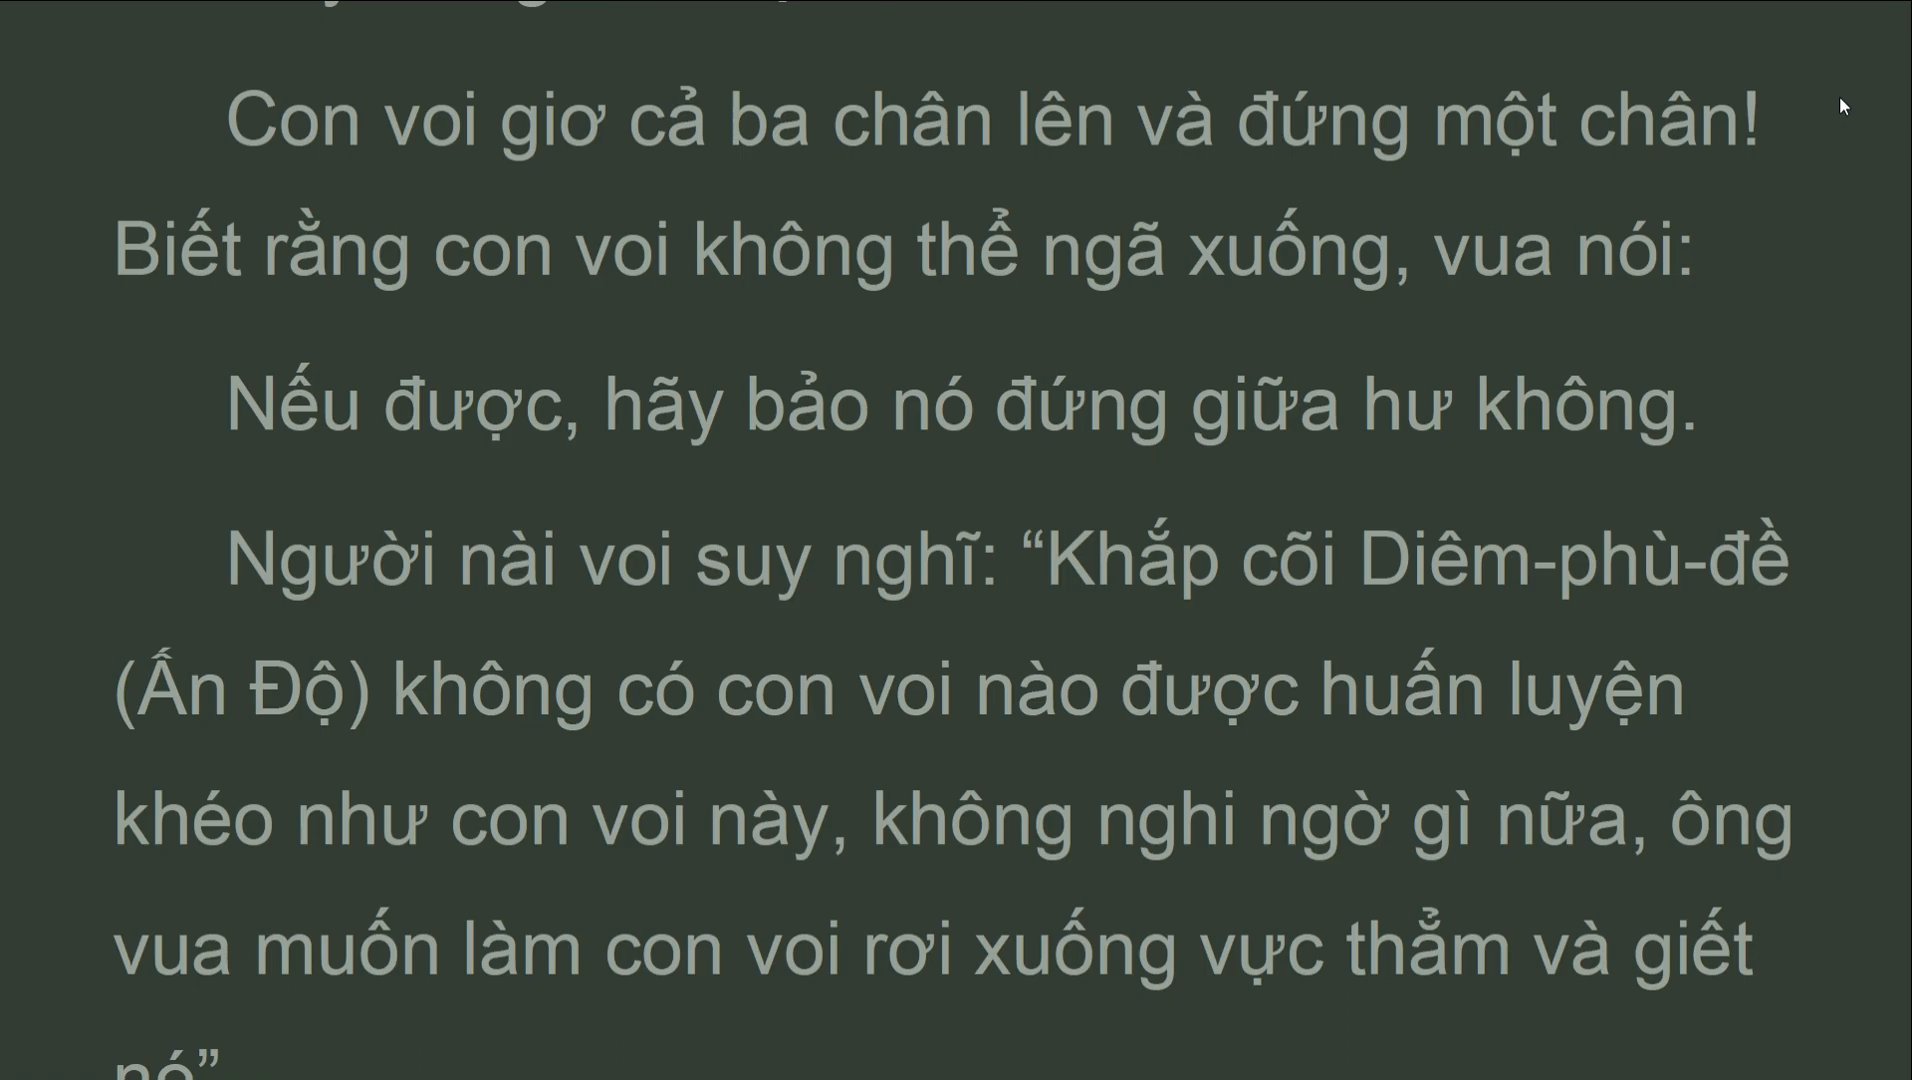 Con voi giơ cả ba chân lên và đứng một chân!
Biết rằng con voi không thể ngã xuống, vua nói:
Nếu được, hãy bảo nó đứng giữa hư không.
Người nài voi suy nghĩ: “Khắp cõi Diêm-phù-đề
(Ấn Độ) không có con voi nào được huấn luyện
khéo như con voi này, không nghi ngờ gì nữa, ông
vua muốn làm con voi rơi xuống vực thẳm và giết
nó”